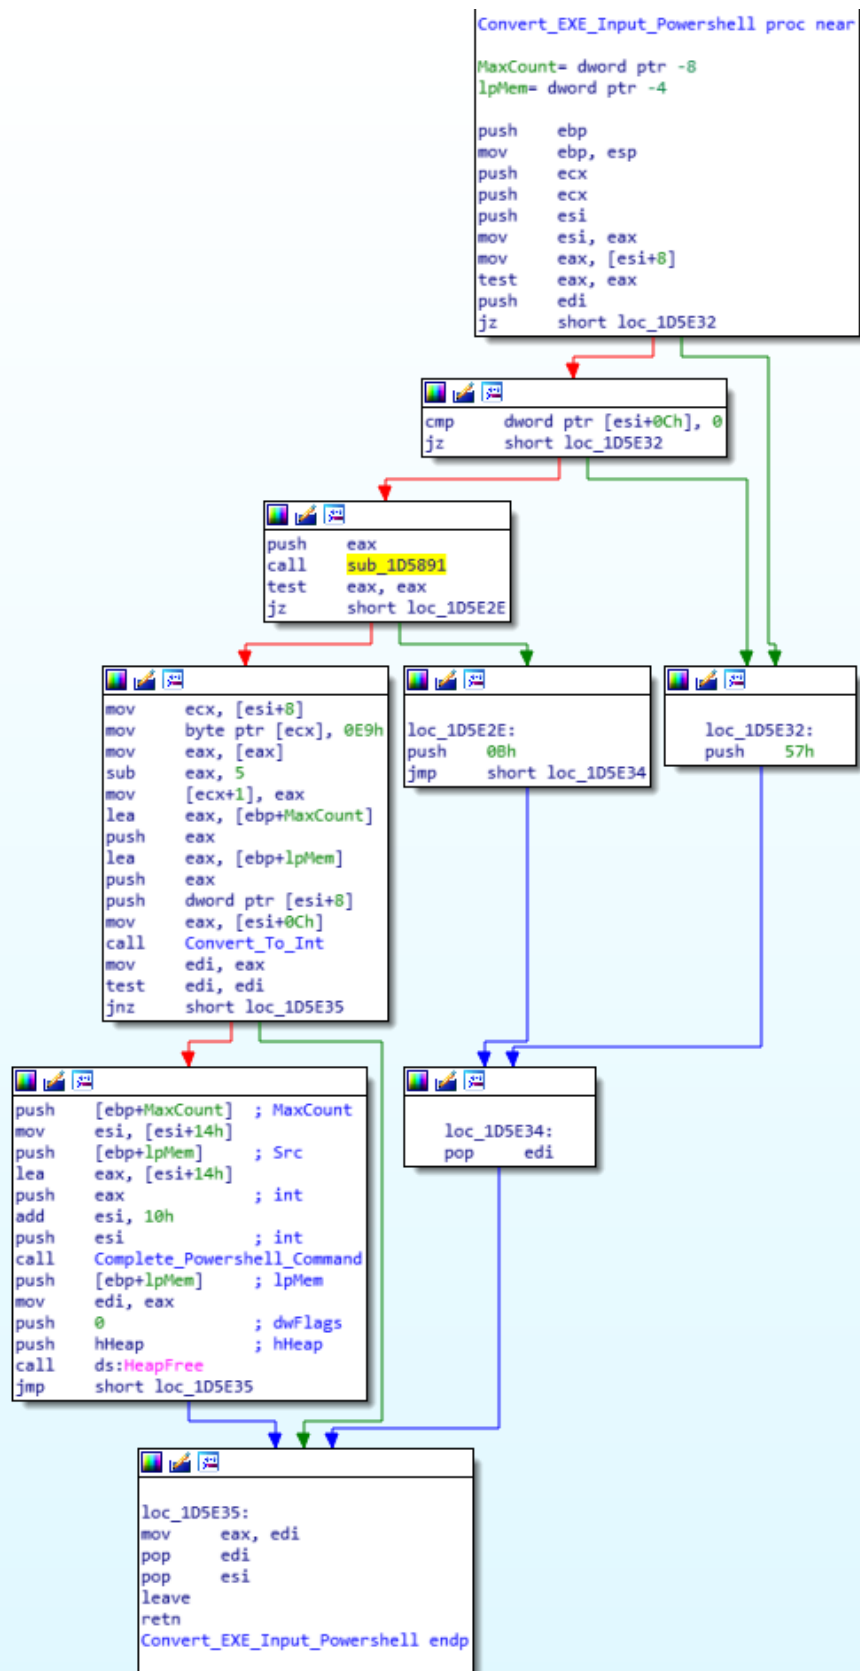 Convert_EXE_Input_Powershell proc near
MaxCount= dword ptr -8
lpMem= dword ptr -4
push ebp
mov ebp, esp
push ecx
push ecx
push esi
mov esi, eax
mov eax, [esi+8]
test eax, eax
push edi
jz short loc_1D5E32
cmp dword ptr [esi+0Ch], 0
jz short loc_1D5E32
push eax
call sub_1D5891
test eax, eax
jz short loc_1D5E2E
mov ecx, [esi+8]
mov byte ptr [ecx], 0E9h
mov eax, [eax]
sub eax, 5
mov [ecx+1], eax
lea eax, [ebp+MaxCount]
push eax
lea eax, [ebp+lpMem]
push eax
push dword ptr [esi+8]
mov eax, [esi+0Ch]
call Convert_To_Int
mov edi, eax
test edi, edi
jnz short loc_1D5E35
loc_1D5E2E:
push 0Bh
jmp short loc_1D5E34
loc_1D5E32:
push 57h
push [ebp+MaxCount] ; MaxCount
mov esi, [esi+14h]
push [ebp+lpMem] ; Src
lea eax, [esi+14h]
push eax ; int
add esi, 10h
push esi ; int
call Complete_Powershell_Command
push [ebp+lpMem] ; lpMem
mov edi, eax
push 0 ; dwFlags
push hHeap ; hHeap
call ds:HeapFree
jmp short loc_1D5E35
loc_1D5E34:
pop edi
loc_1D5E35:
mov eax, edi
pop edi
pop esi
leave
retn
Convert_EXE_Input_Powershell endp